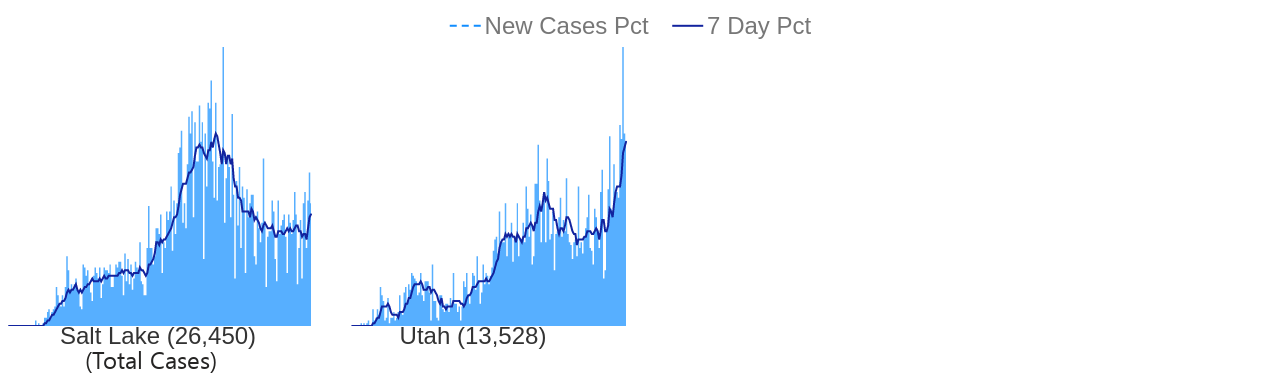 New Cases Pct 7 Day Pct
Salt Lake (26,450) Utah (13,528)
(Total Cases)